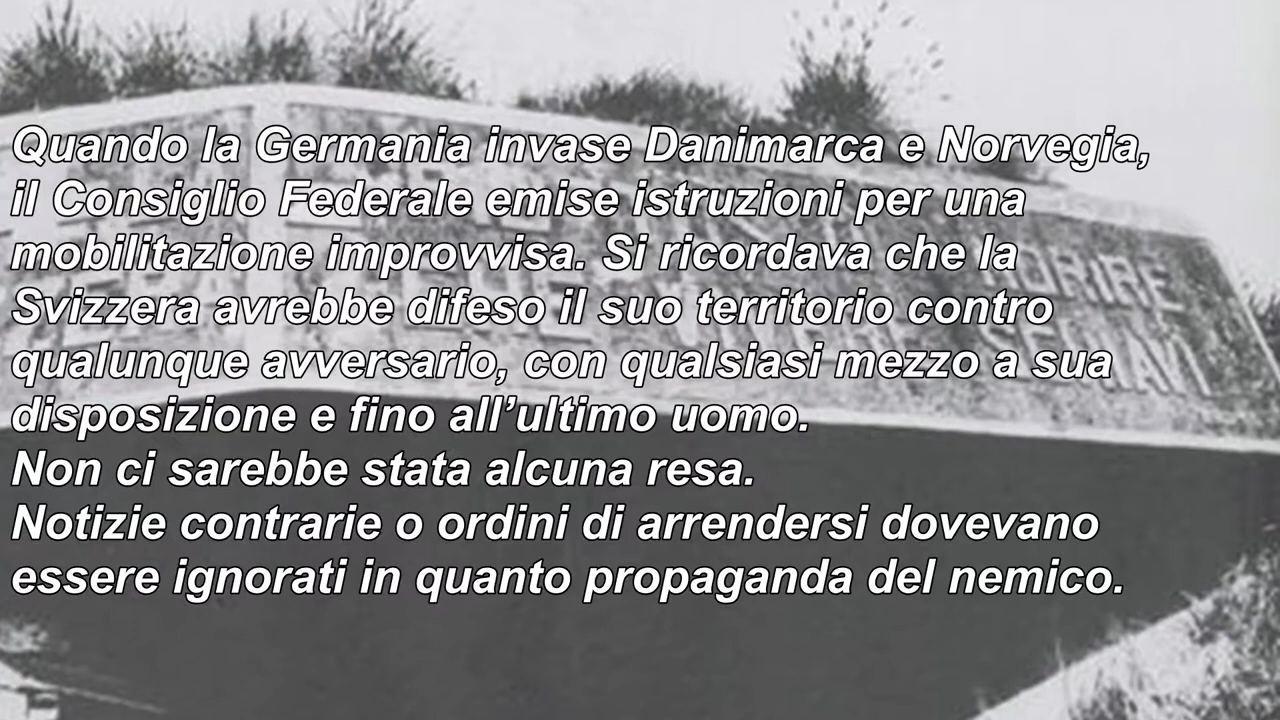 Quando la Germania invase Danimarca e Norvegia,
il Consiglio Federale emise istruzioni per una
mobilitazione improvvisa. Si ricordava che la
Svizzera avrebbe difeso il suo territorio contro
qualunque avversario, con qualsiasi mezzo a sua
disposizione e fino all’ultimo uomo.
Non ci sarebbe stata alcuna resa.
Notizie contrarie o ordini di arrendersi dovevano
essere ignorati in quanto propaganda del nemico.